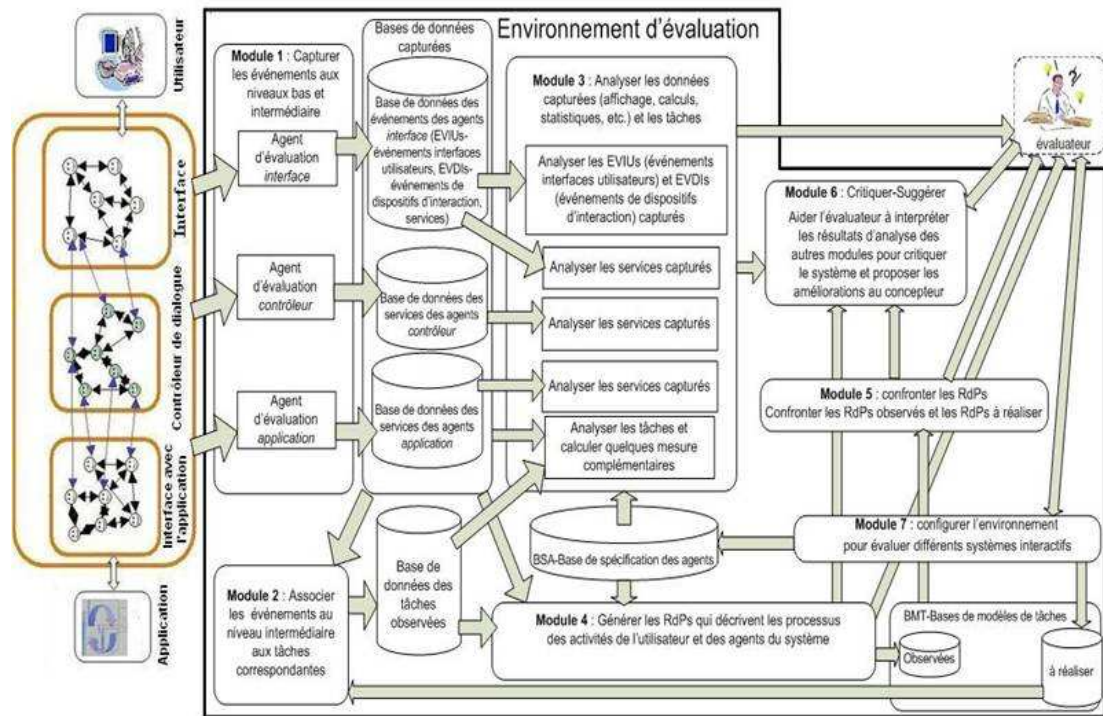 Environnement d'évaluation
Utilisateur
Interface
Contrôleur de dialogue
Interface avec
l'application
Application
Module 1 : Capturer
les événements aux
niveaux bas et
intermédiaire
Agent
d'évaluation
interface
Agent
d'évaluation
contrôleur
Agent
d'évaluation
application
Bases de données
capturées
Base de données des
événements des agents
interface (EVIUs-
événements interfaces
utilisateurs, EVDIs-
événements de
dispositifs d'interaction,
services)
Base de données des
services des agents
contrôleur
Base de données des
services des agents
application
Module 3 : Analyser les données
capturées (affichage, calculs,
statistiques, etc.) et les tâches
Analyser les EVIUs (événements
interfaces utilisateurs) et EVDIs
(événements de dispositifs
d'interaction) capturés
Analyser les services capturés
Analyser les services capturés
Analyser les services capturés
Analyser les tâches et
calculer quelques mesure
complémentaires
évaluateur
Module 6 : Critiquer-Suggérer
Aider l'évaluateur à interpréter
les résultats d'analyse des
autres modules pour critiquer
le système et proposer les
améliorations au concepteur
Module 5 : confronter les RdPs
Confronter les RdPs observés et les RdPs à réaliser
Module 7 : configurer l'environment
pour évaluer différents systèmes interactifs
BSA-Base de spécification des agents
Module 2 : Associer
les événements au
niveau intermédiaire
aux tâches
correspondantes
Base de
données des
tâches
observées
Module 4 : Générer les RdPs qui décrivent les processus
des activités de l'utilisateur et des agents du système
BMT-Bases de modèles de tâches
Observées
à réaliser